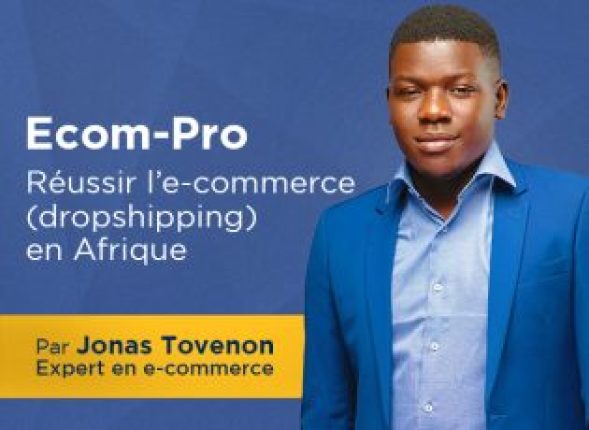 Ecom-Pro
Réussir l'e-commerce
(dropshipping)
en Afrique
Par Jonas Tovenon
Expert en e-commerce